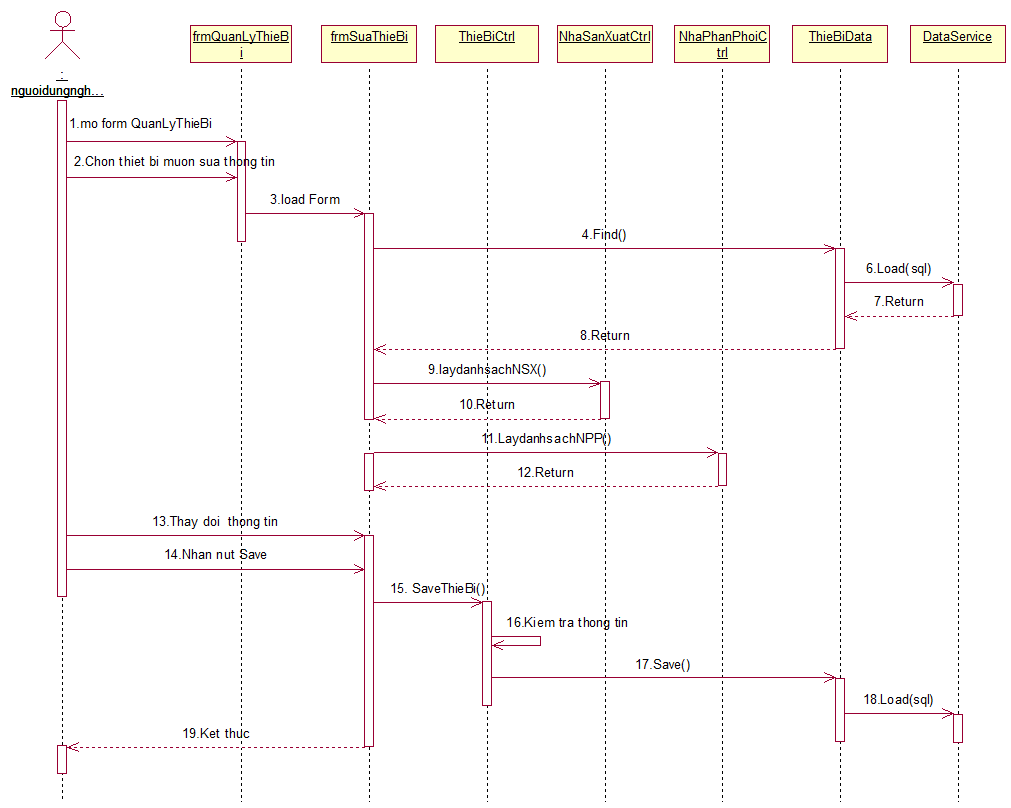 frmQuanLyThieB
i
frmSuaThieBi
ThieBiCtrl
NhaSanXuatCtrl
NhaPhanPhoiC
trl
ThieBiData
DataService
:
nguoidungngh...
1.mo form QuanLyThieBi
2.Chon thiet bi muon sua thong tin
3.load Form
4.Find()
6.Load(sql)
7.Return
8.Return
9.laydanhsachNSX()
10.Return
11.LaydanhsachNPP()
12.Return
13.Thay doi thong tin
14.Nhan nut Save
15. SaveThieBi()
16.Kiem tra thong tin
17.Save()
18.Load(sql)
19.Ket thuc